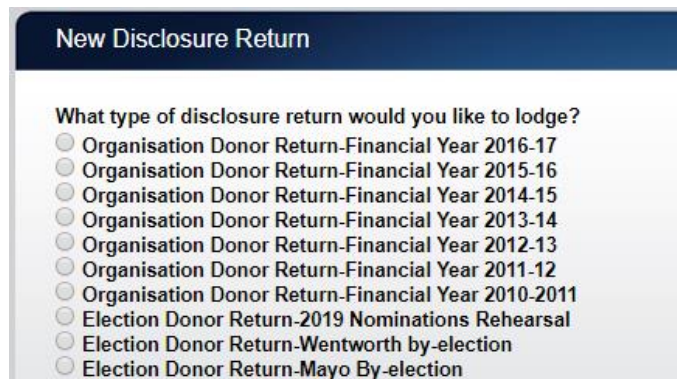 New Disclosure Return
What type of disclosure return would you like to lodge?
Organisation Donor Return-Financial Year 2016-17
Organisation Donor Return-Financial Year 2015-16
Organisation Donor Return-Financial Year 2014-15
Organisation Donor Return-Financial Year 2013-14
Organisation Donor Return-Financial Year 2012-13
Organisation Donor Return-Financial Year 2011-12
Organisation Donor Return-Financial Year 2010-2011
Election Donor Return-2019 Nominations Rehearsal
Election Donor Return-Wentworth by-election
Election Donor Return-Mayo By-election